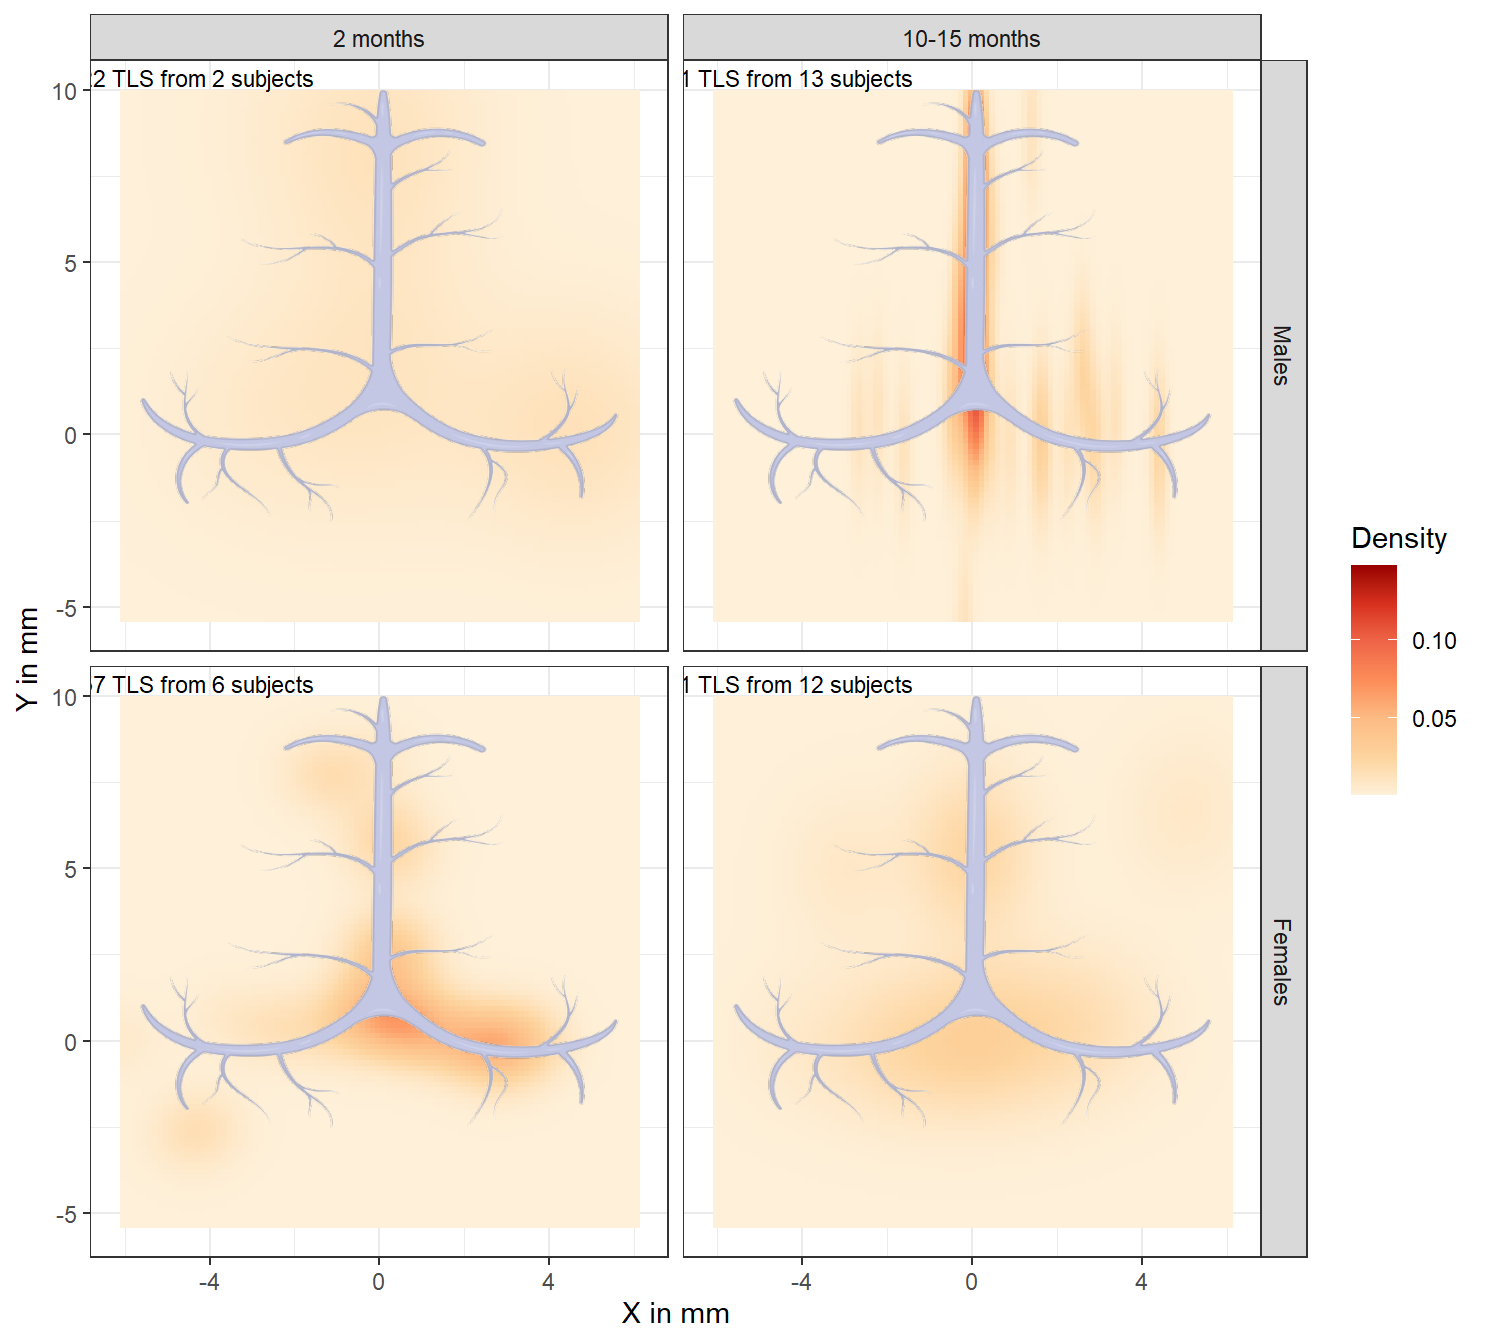 2 months 10-15 months
2 TLS from 2 subjects
1 TLS from 13 subjects
10
5
0
-5
Males
7 TLS from 6 subjects
1 TLS from 12 subjects
10
5
0
-5
Females
Y in mm
-4 0 4
-4 0 4
X in mm
Density
0.10
0.05